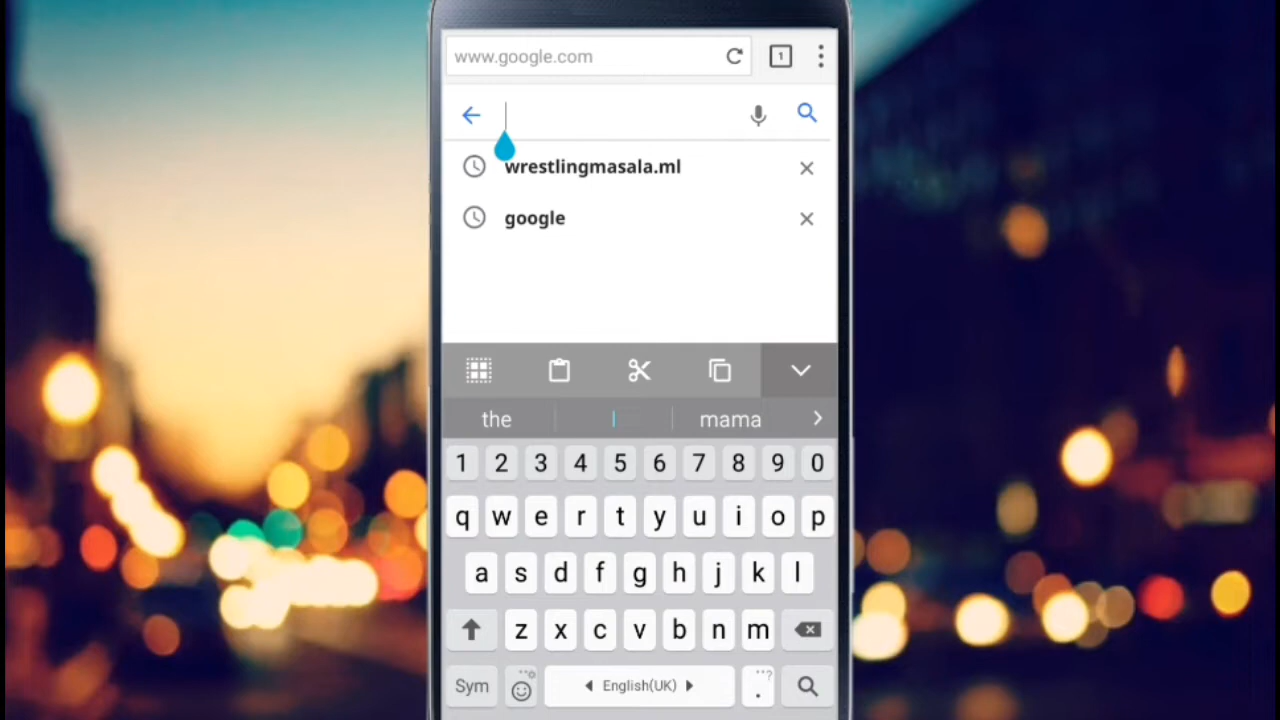 www.google.com 1
wrestlingmasala.ml
google
the mama
1 2 3 4 5 6 7 8 9 0
q w e r t y u i o p
a s d f g h j k l
z x c v b n m
Sym English(UK) . ..?